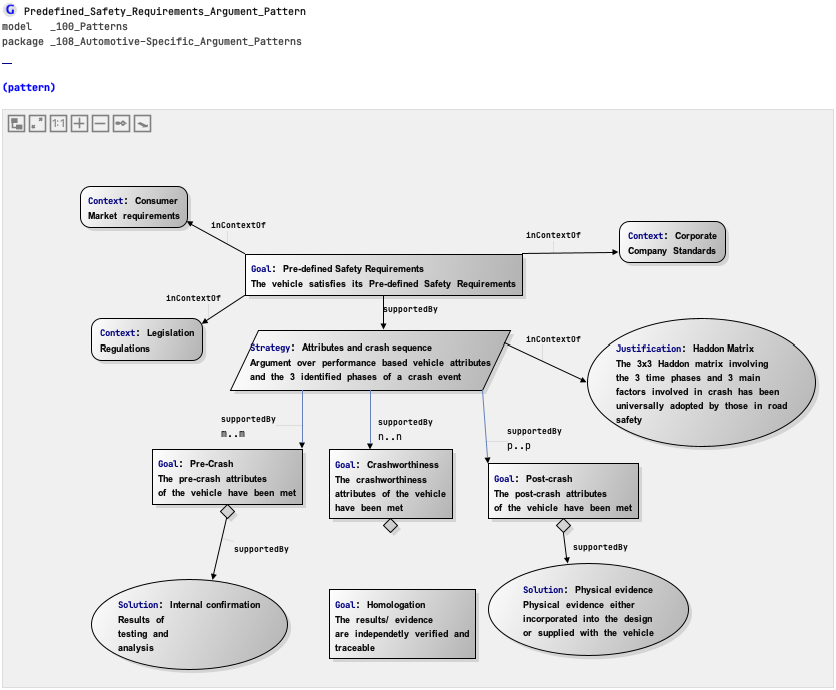 G Predefined_Safety_Requirements_Argument_Pattern
model _100_Patterns
package _108_Automotive-Specific_Argument_Patterns
(pattern)
1:1
Context: Consumer
Market requirements
inContextOf
inContextOf
Context: Corporate
Company Standards
Goal: Pre-defined Safety Requirements
The vehicle satisfies its Pre-defined Safety Requirements
inContextOf
supportedBy
Context: Legislation
Regulations
Strategy: Attributes and crash sequence
Argument over performance based vehicle attributes
and the 3 identified phases of a crash event
inContextOf
Justification: Haddon Matrix
The 3x3 Haddon matrix involving
the 3 time phases and 3 main
factors involved in crash has been
universally adopted by those in road
safety
supportedBy
m..m
supportedBy
n..n
supportedBy
p..p
Goal: Pre-Crash
The pre-crash attributes
of the vehicle have been met
Goal: Crashworthiness
The crashworthiness
attributes of the vehicle
have been met
Goal: Post-crash
The post-crash attributes
of the vehicle have been met
supportedBy
supportedBy
Solution: Internal confirmation
Results of
testing and
analysis
Goal: Homologation
The results/ evidence
are independetly verified and
traceable
Solution: Physical evidence
Physical evidence either
incorporated into the design
or supplied with the vehicle